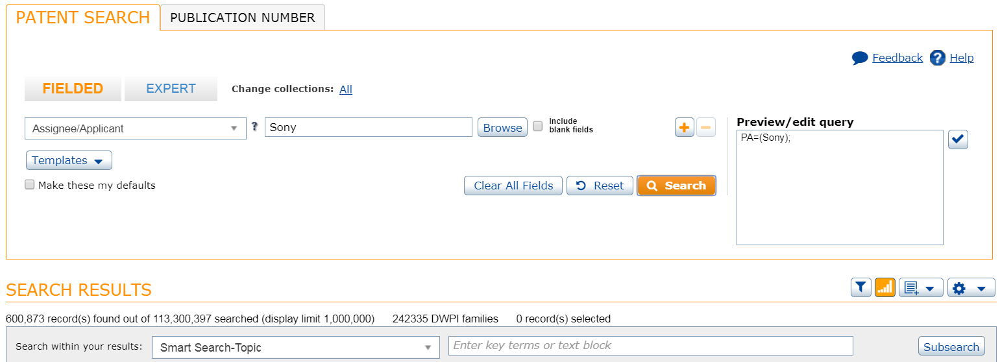 PATENT SEARCH PUBLICATION NUMBER
Feedback ? Help
FIELDED EXPERT Change collections: All
Assignee/Applicant ? Sony Browse Include blank fields
Preview/edit query
PA=(Sony);
Templates
Make these my defaults Clear All Fields Reset Search
SEARCH RESULTS
600,873 record(s) found out of 113,300,397 searched (display limit 1,000,000) 242335 DWPI families 0 record(s) selected
Search within your results: Smart Search-Topic Enter key terms or text block Subsearch